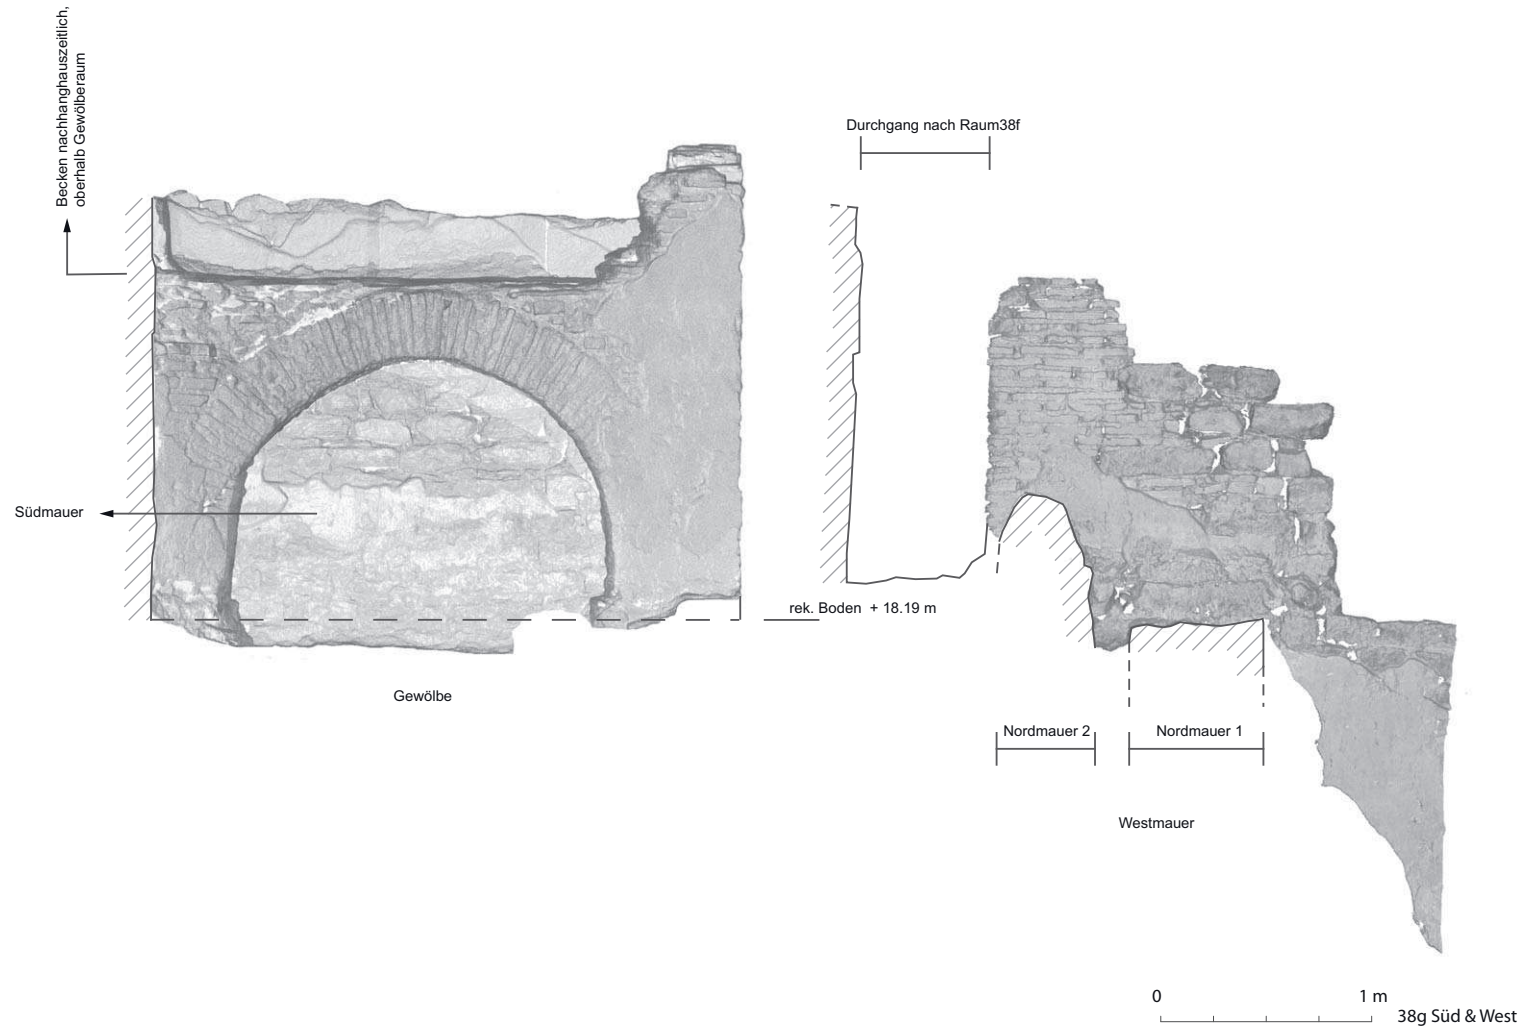 Becken nachhanghauszeitlich,
oberhalb Gewölberaum
Durchgang nach Raum38f
Südmauer
rek. Boden + 18.19 m
Gewölbe
Nordmauer 2
Nordmauer 1
Westmauer
0
1 m
38g Süd & West